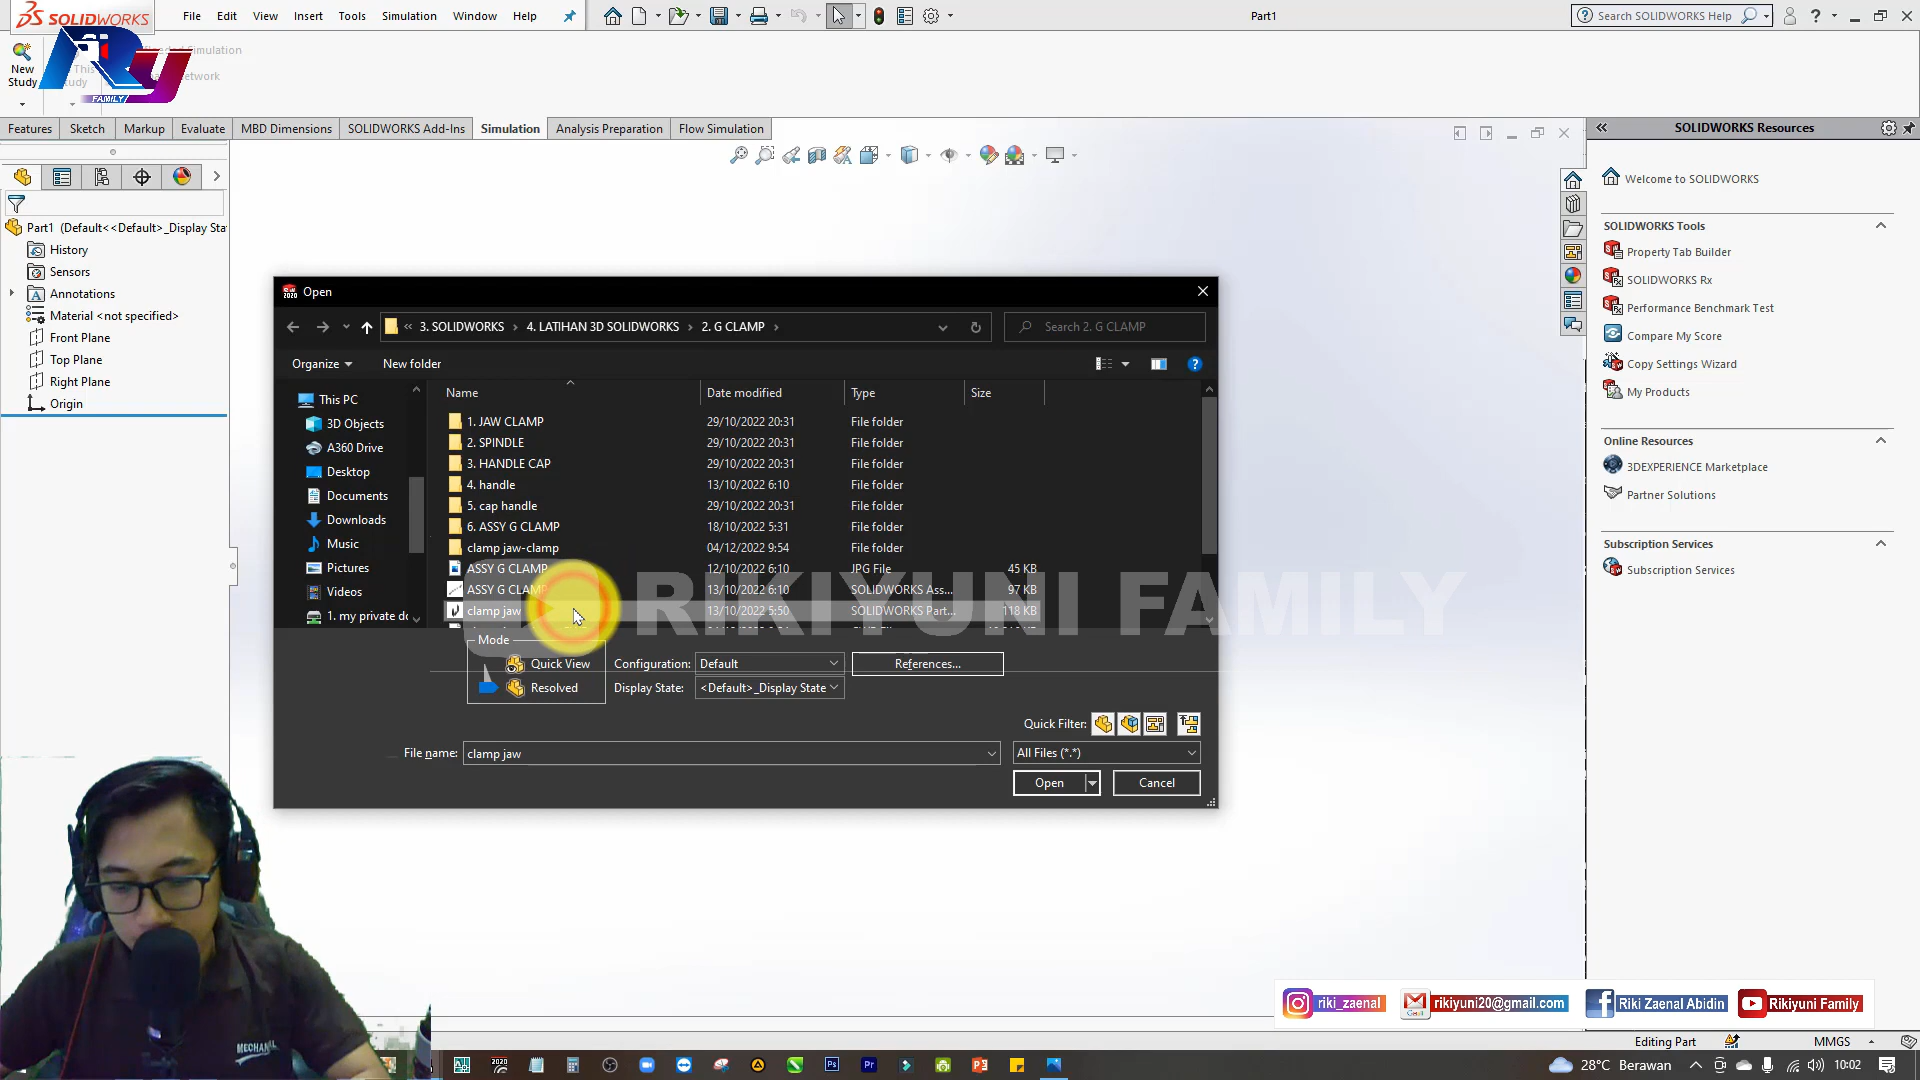 SOLIDWORKS File Edit View Insert Tools Simulation Window Help Part1 Search SOLIDWORKS Help
New Study
Ry FAMILY
Features Sketch Markup Evaluate MBD Dimensions SOLIDWORKS Add-Ins Simulation Analysis Preparation Flow Simulation
SOLIDWORKS Resources
Part1 (Default<<Default>_Display Sta
History
Sensors
Annotations
Material <not specified>
Front Plane
Top Plane
Right Plane
Origin
Open
« 3. SOLIDWORKS › 4. LATIHAN 3D SOLIDWORKS › 2. G CLAMP ›
Search 2. G CLAMP
Organize New folder
This PC
3D Objects
A360 Drive
Desktop
Documents
Downloads
Music
Pictures
Videos
1. my private dc
Name Date modified Type Size
1. JAW CLAMP 29/10/2022 20:31 File folder
2. SPINDLE 29/10/2022 20:31 File folder
3. HANDLE CAP 29/10/2022 20:31 File folder
4. handle 13/10/2022 6:10 File folder
5. cap handle 29/10/2022 20:31 File folder
6. ASSY G CLAMP 18/10/2022 5:31 File folder
clamp jaw-clamp 04/12/2022 9:54 File folder
ASSY G CLAMP 12/10/2022 6:10 JPG File 45 KB
ASSY G CLAMP 13/10/2022 6:10 SOLIDWORKS Ass... 97 KB
clamp jaw 13/10/2022 5:50 SOLIDWORKS Part... 118 KB
RIKIYUNI FAMILY
Mode
Quick View
Resolved
Configuration: Default
Display State: <Default>_Display State
References...
Quick Filter:
File name: clamp jaw
All Files (*.*)
Open Cancel
Welcome to SOLIDWORKS
SOLIDWORKS Tools
Property Tab Builder
SOLIDWORKS Rx
Performance Benchmark Test
Compare My Score
Copy Settings Wizard
My Products
Online Resources
3DEXPERIENCE Marketplace
Partner Solutions
Subscription Services
Subscription Services
MECHANI
riki_zaenal rikiyuni20@gmail.com Riki Zaenal Abidin Rikiyuni Family
Editing Part MMGS
28°C Berawan 10:02